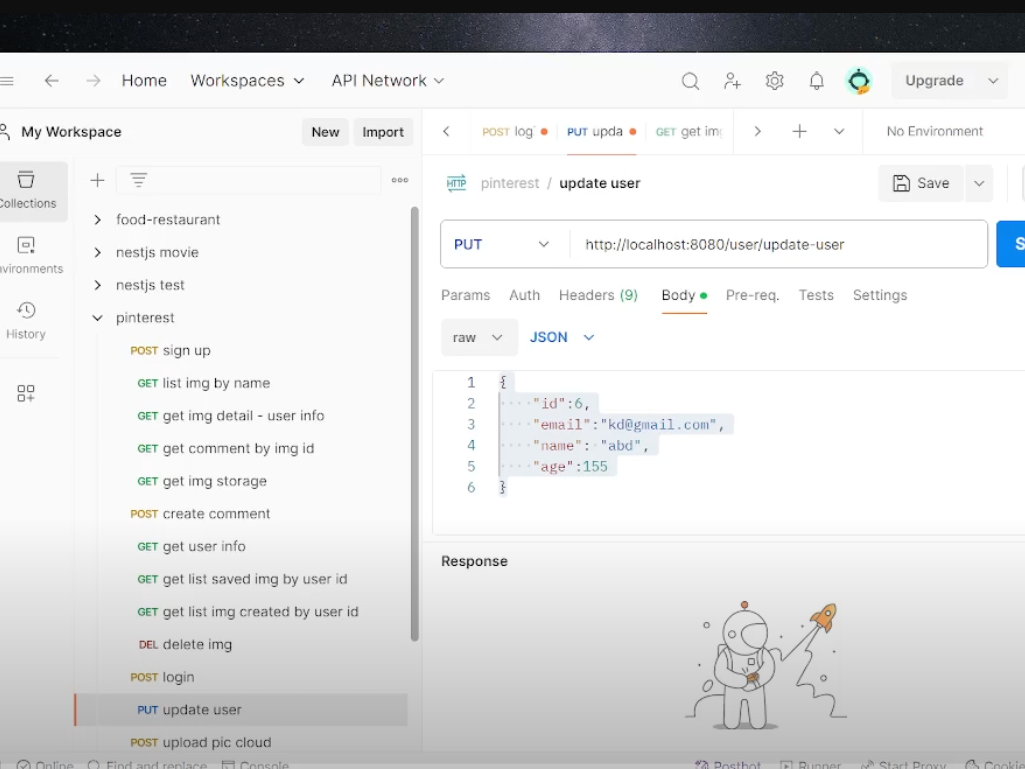 Home Workspaces API Network Upgrade
My Workspace New Import POST log PUT upda GET get im No Environment
Collections
food-restaurant
nestjs movie
nestjs test
pinterest
POST sign up
GET list img by name
GET get img detail - user info
GET get comment by img id
GET get img storage
POST create comment
GET get user info
GET get list saved img by user id
GET get list img created by user id
DEL delete img
POST login
PUT update user
POST upload pic cloud
vironments
History
HTTP pinterest / update user Save
PUT http://localhost:8080/user/update-user S
Params Auth Headers (9) Body Pre-req. Tests Settings
raw JSON
1 {
2 "id":6,
3 "email":"kd@gmail.com",
4 "name": "abd",
5 "age":155
6 }
Response
Online Find and replace Console Postbot Runner Start Proxy Cookie